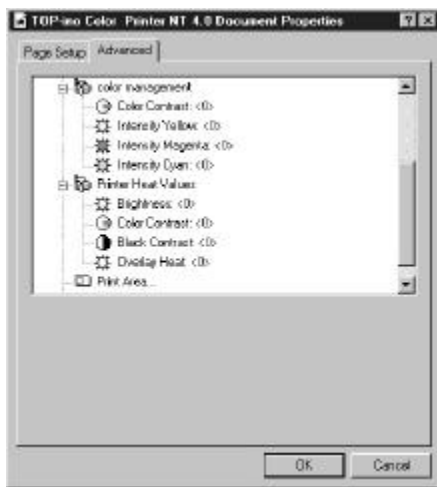 TOP-ino Color Printer NT 4.0 Document Properties
Page Setup Advanced
color management
Color Contrast: <0>
Intensity Yellow: <0>
Intensity Magenta: <0>
Intensity Cyan: <0>
Printer Heat Values
Brightness: <0>
Color Contrast: <0>
Black Contrast: <0>
Overlay Heat: <0>
Print Area...
OK Cancel